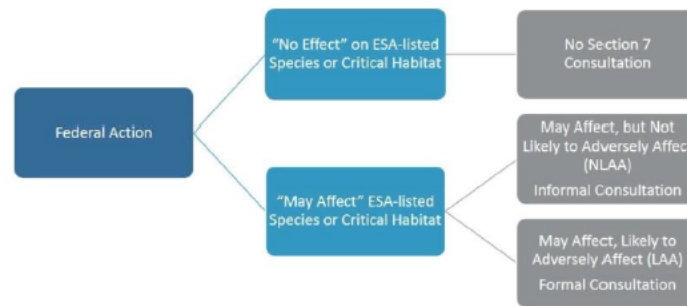 Federal Action
“No Effect” on ESA-listed
Species or Critical Habitat
No Section 7
Consultation
“May Affect” ESA-listed
Species or Critical Habitat
May Affect, but Not
Likely to Adversely Affect
(NLAA)
Informal Consultation
May Affect, Likely to
Adversely Affect (LAA)
Formal Consultation